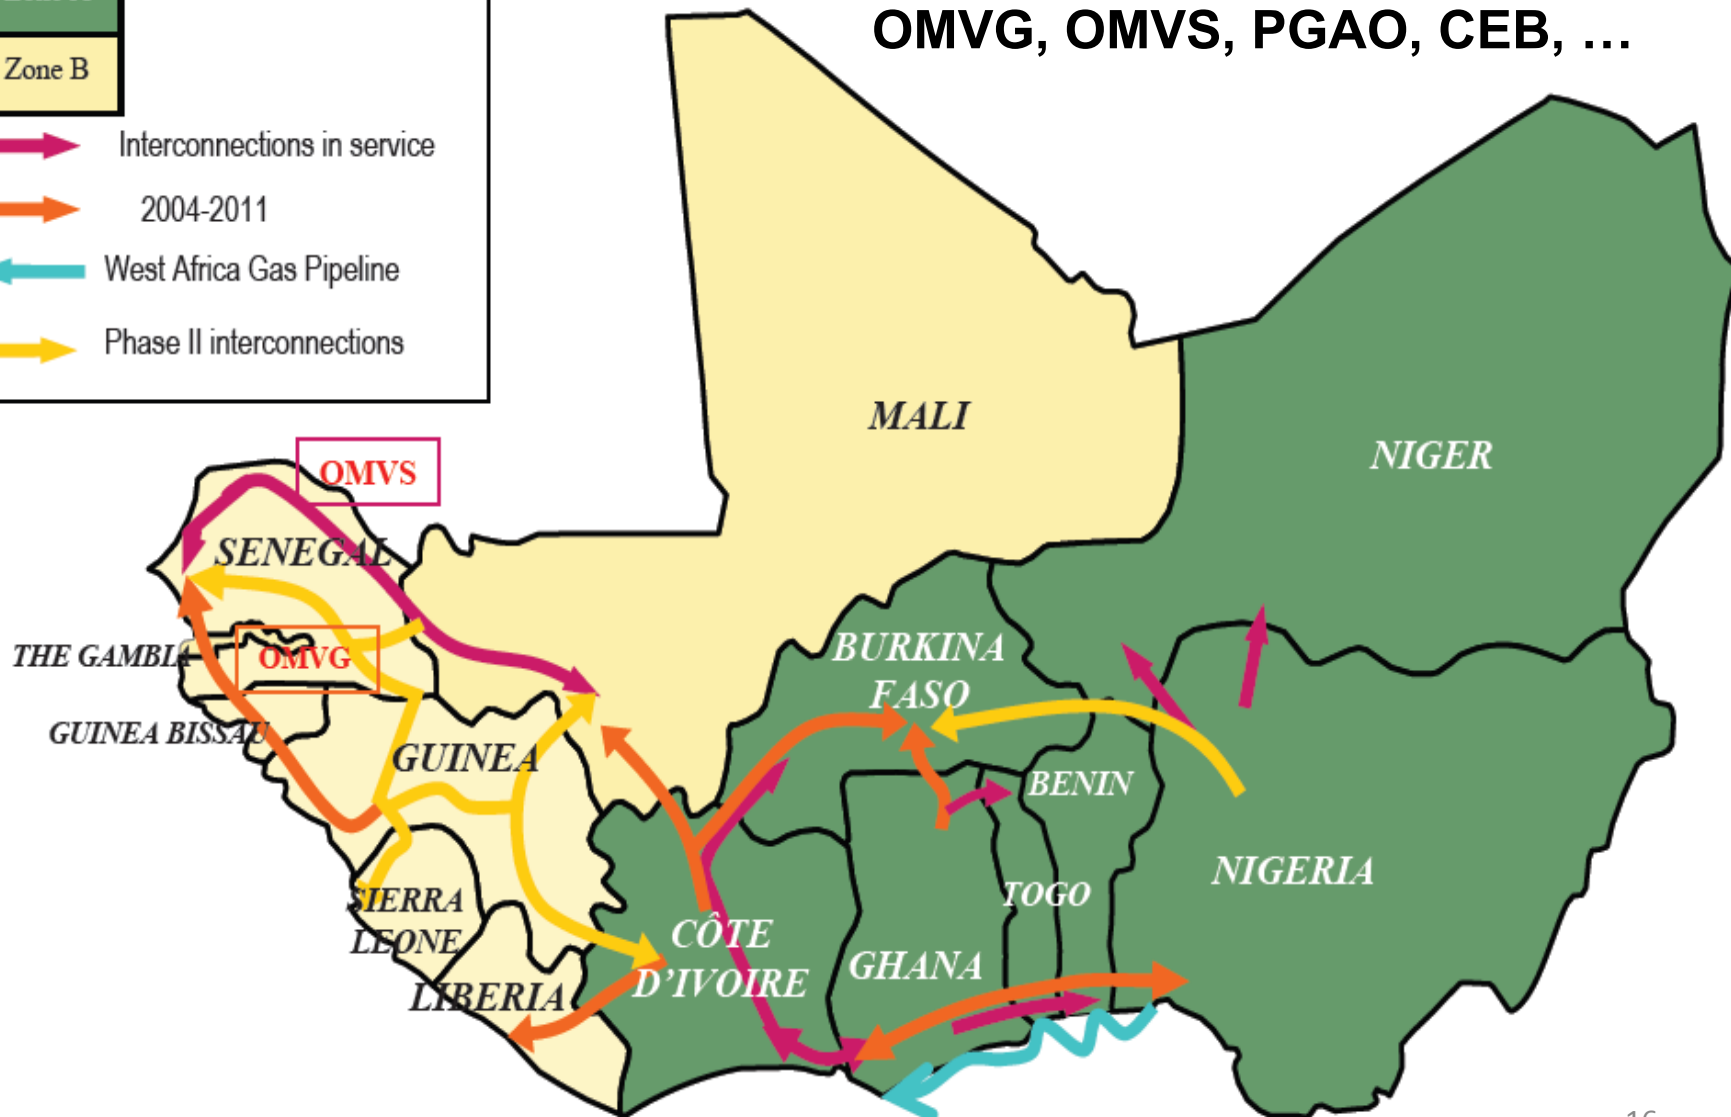 OMVG, OMVS, PGAO, CEB, …
Zone B
Interconnections in service
2004-2011
West Africa Gas Pipeline
Phase II interconnections
MALI
NIGER
OMVS
SENEGAL
THE GAMBIA
OMVG
GUINEA BISSAU
GUINEA
BURKINA
FASO
BENIN
NIGERIA
TOGO
SIERRA
LEONE
CÔTE
D’IVOIRE
GHANA
LIBERIA